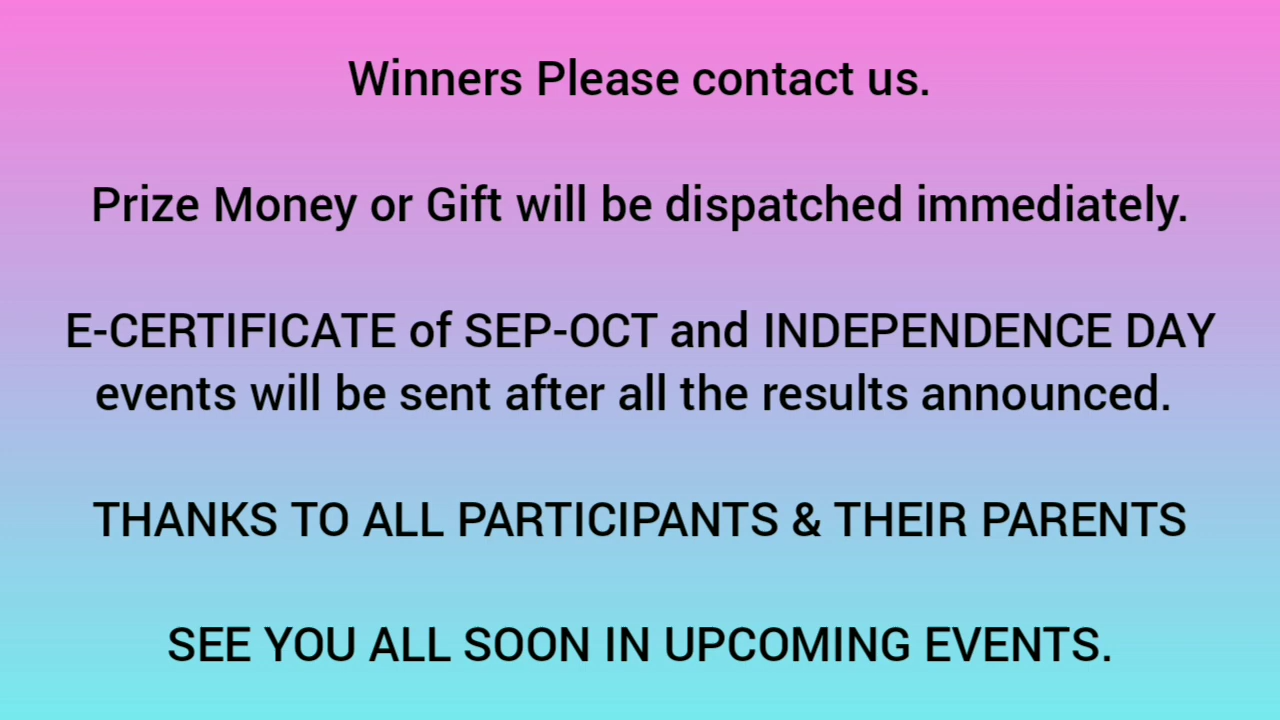 Winners Please contact us.
Prize Money or Gift will be dispatched immediately.
E-CERTIFICATE of SEP-OCT and INDEPENDENCE DAY
events will be sent after all the results announced.
THANKS TO ALL PARTICIPANTS & THEIR PARENTS
SEE YOU ALL SOON IN UPCOMING EVENTS.